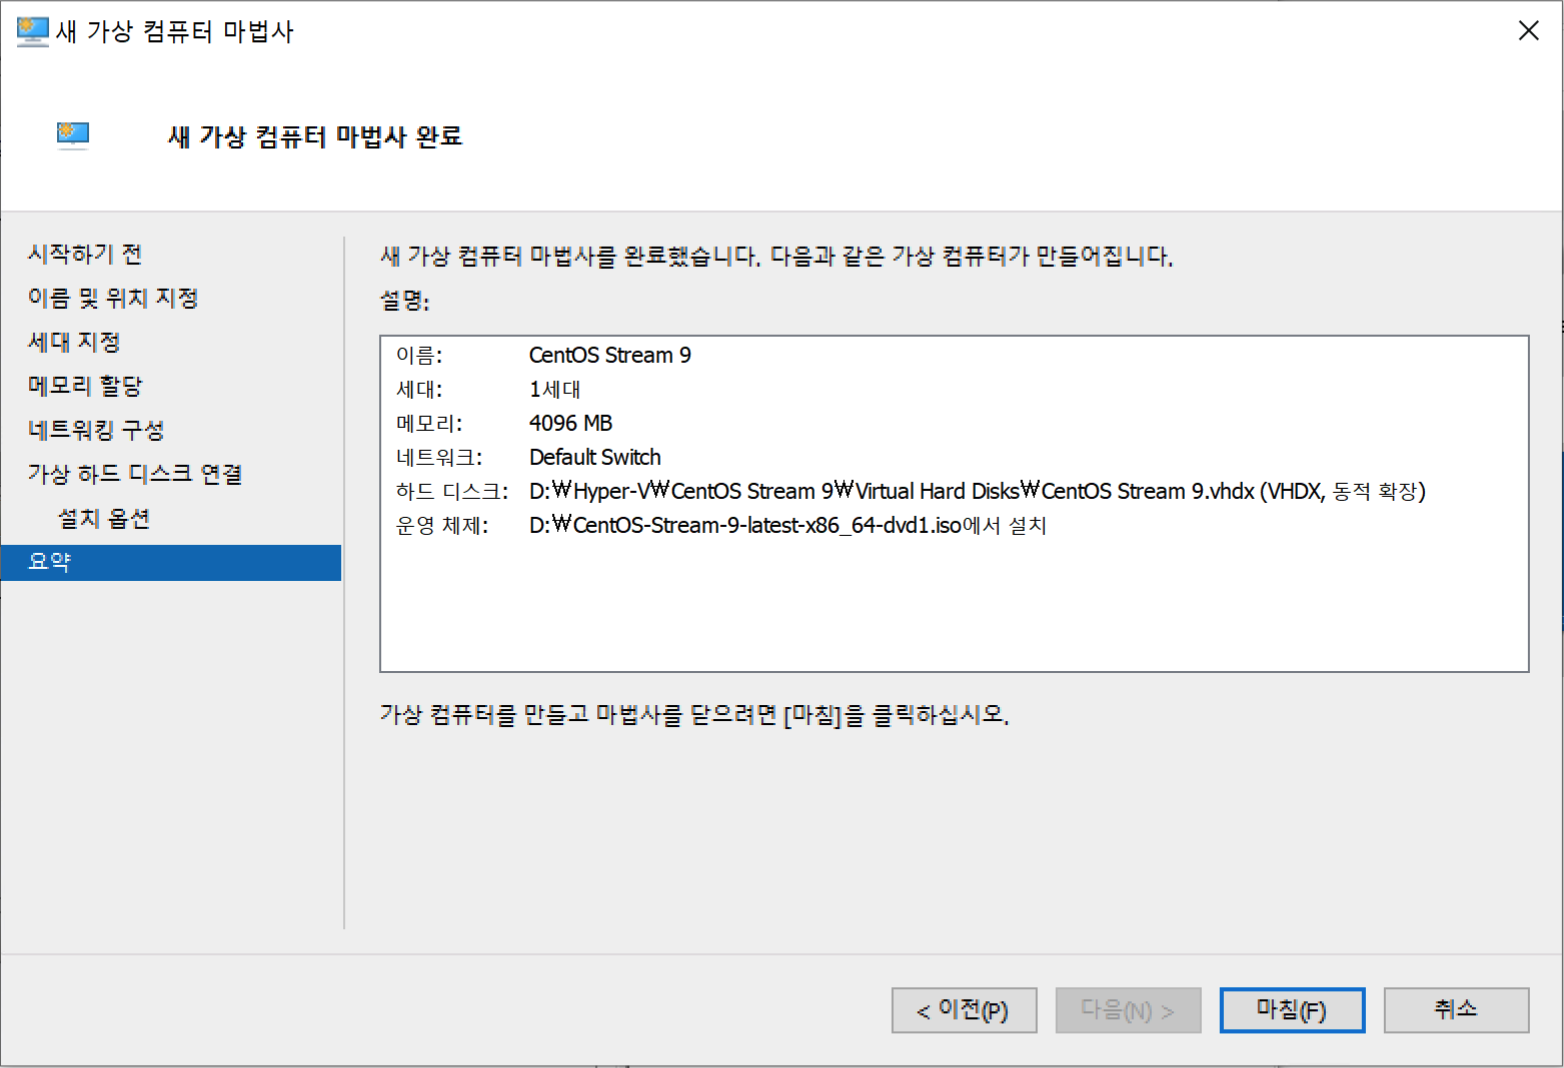 새 가상 컴퓨터 마법사
새 가상 컴퓨터 마법사 완료
시작하기 전
이름 및 위치 지정
세대 지정
메모리 할당
네트워킹 구성
가상 하드 디스크 연결
설치 옵션
요약
새 가상 컴퓨터 마법사를 완료했습니다. 다음과 같은 가상 컴퓨터가 만들어집니다.
설명:
이름: CentOS Stream 9
세대: 1세대
메모리: 4096 MB
네트워크: Default Switch
하드 디스크: D:₩Hyper-V₩CentOS Stream 9₩Virtual Hard Disks₩CentOS Stream 9.vhdx (VHDX, 동적 확장)
운영 체제: D:₩CentOS-Stream-9-latest-x86_64-dvd1.iso에서 설치
가상 컴퓨터를 만들고 마법사를 닫으려면 [마침]을 클릭하십시오.
< 이전(P) 다음(N) > 마침(F) 취소